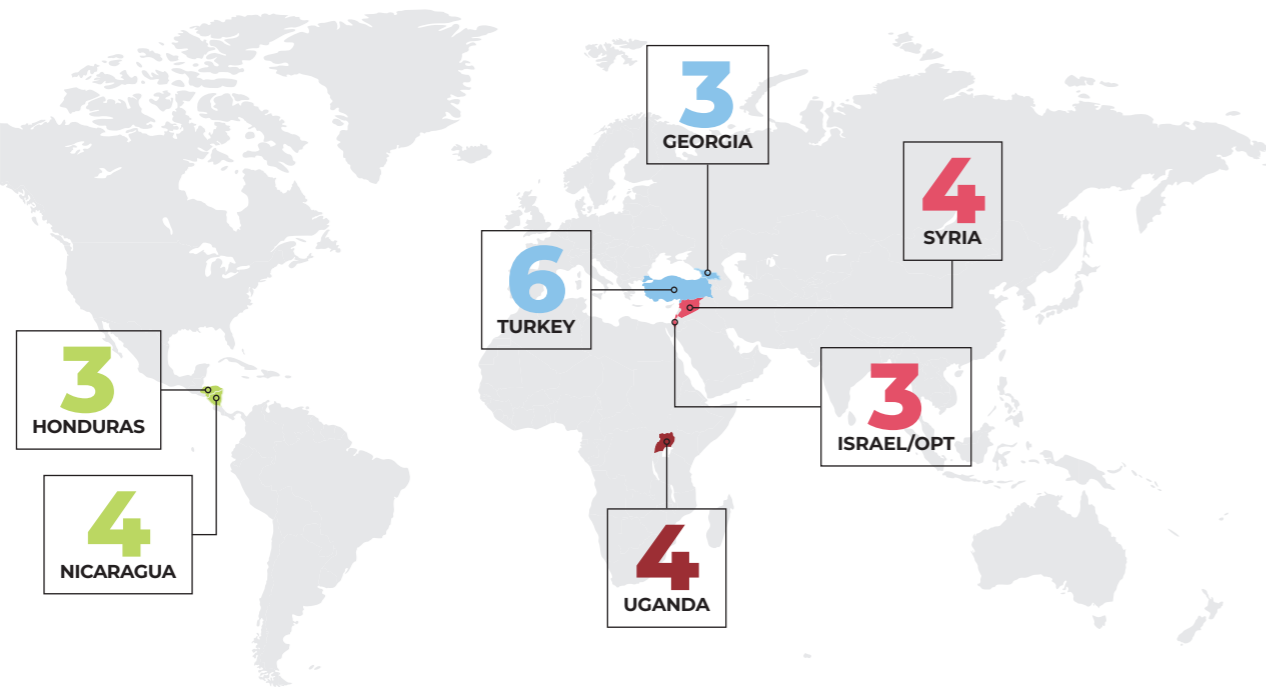 3
GEORGIA
4
SYRIA
6
TURKEY
3
HONDURAS
3
ISRAEL/OPT
4
NICARAGUA
4
UGANDA